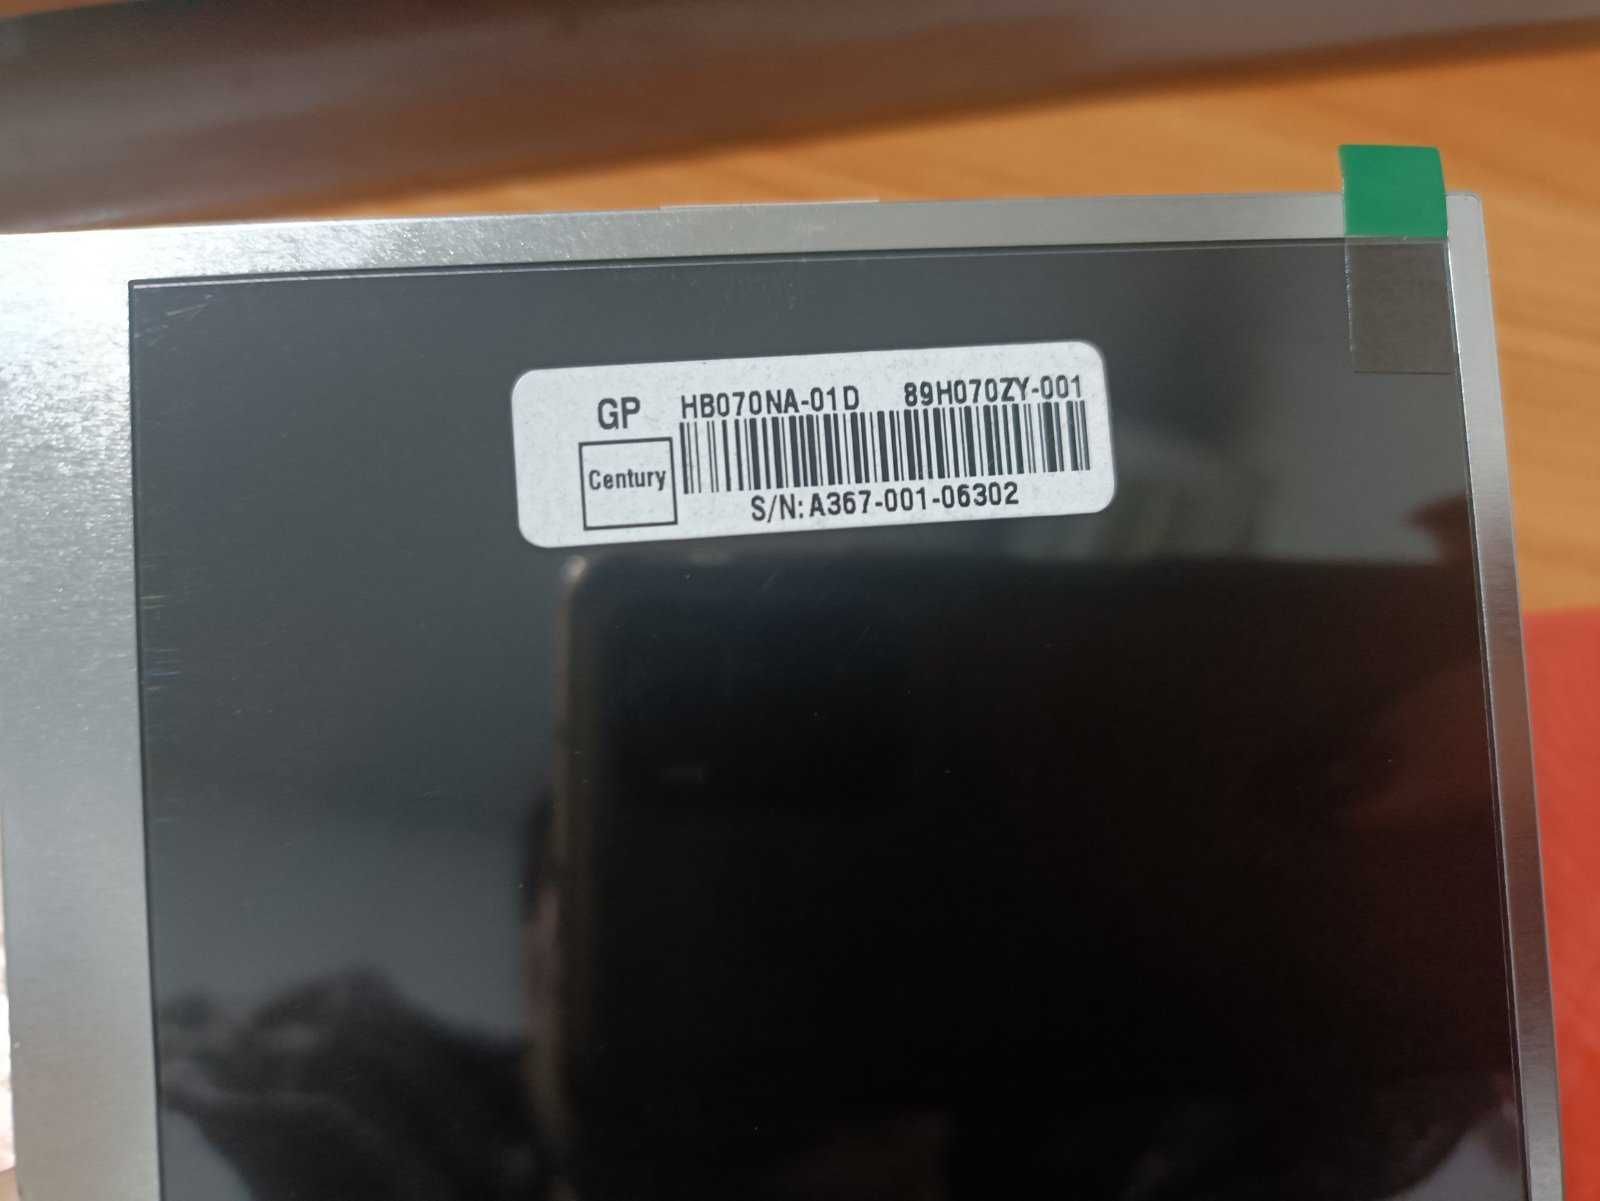 GP HB070NA-01D 89H070ZY-001
Century
S/N: A367-001-06302